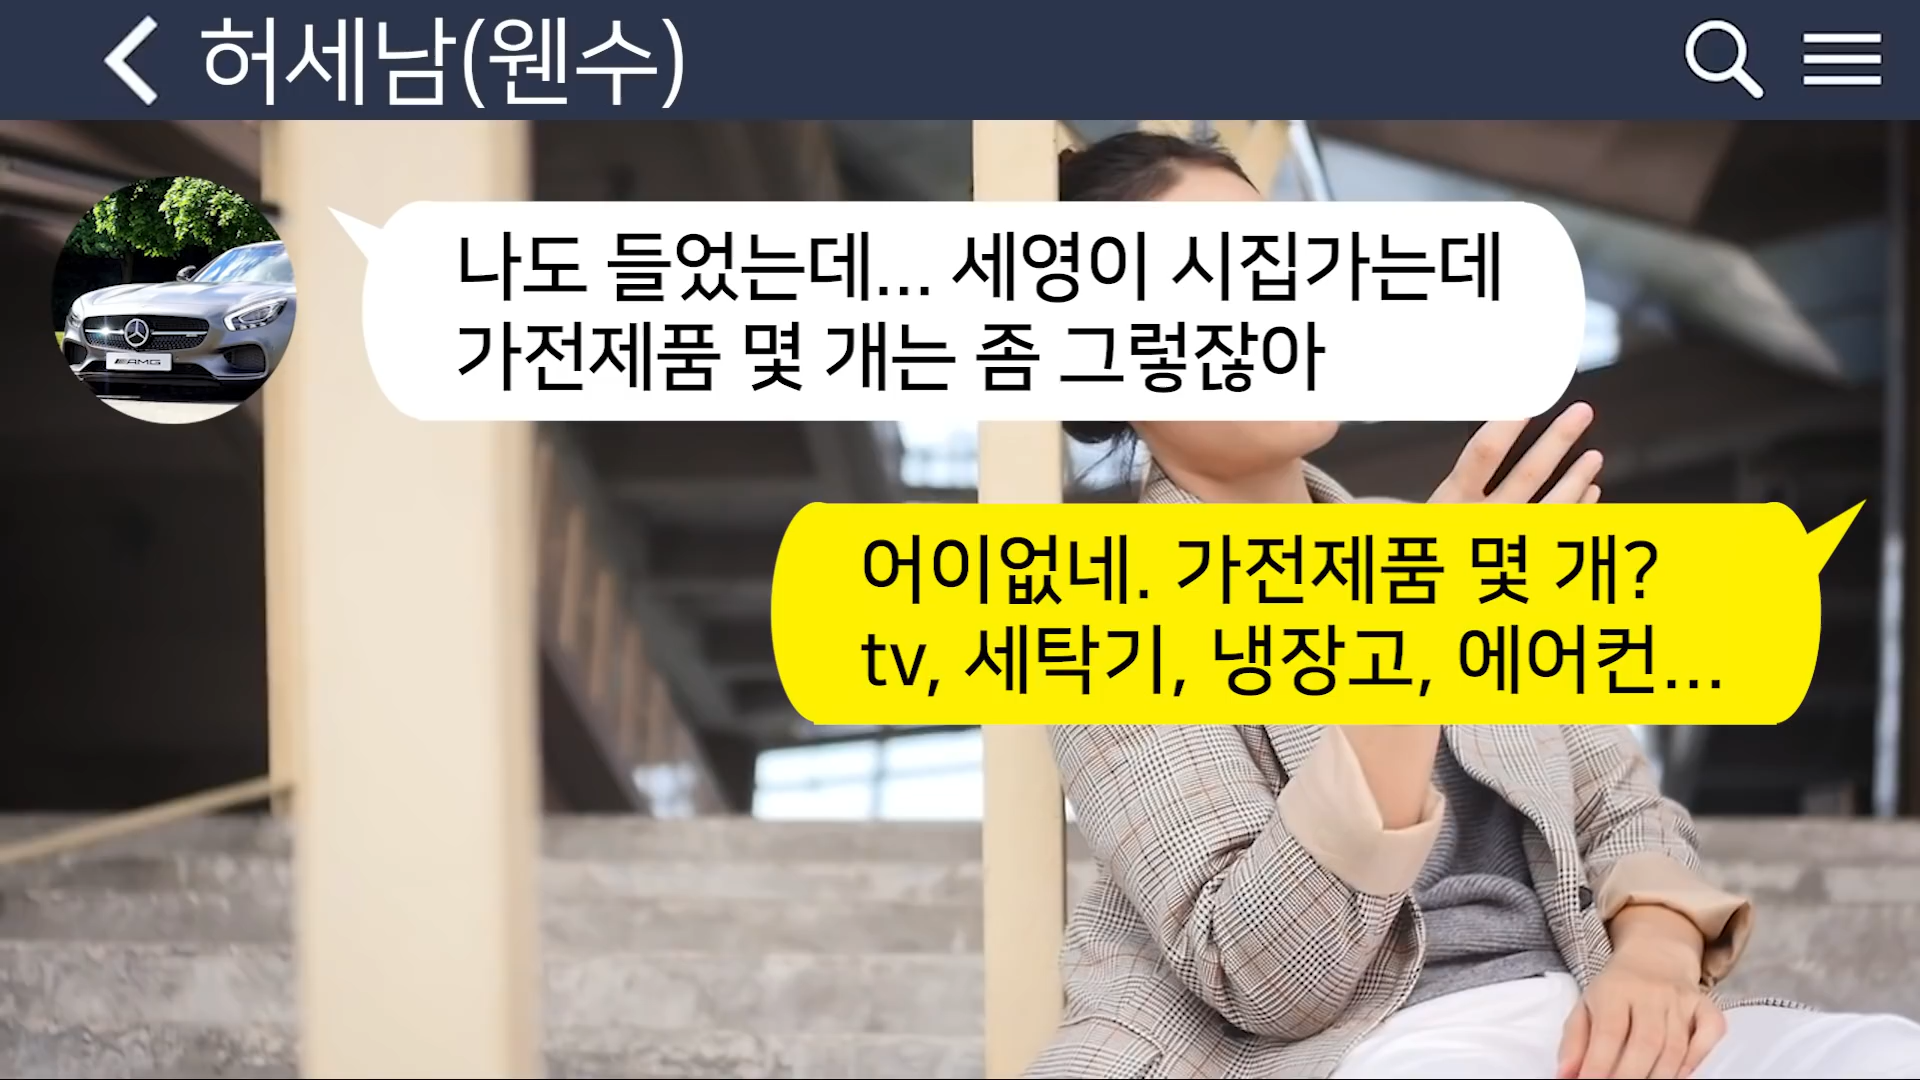 허세남(웬수)
나도 들었는데... 세영이 시집가는데
가전제품 몇 개는 좀 그렇잖아
어이없네. 가전제품 몇 개?
tv, 세탁기, 냉장고, 에어컨...
AMG